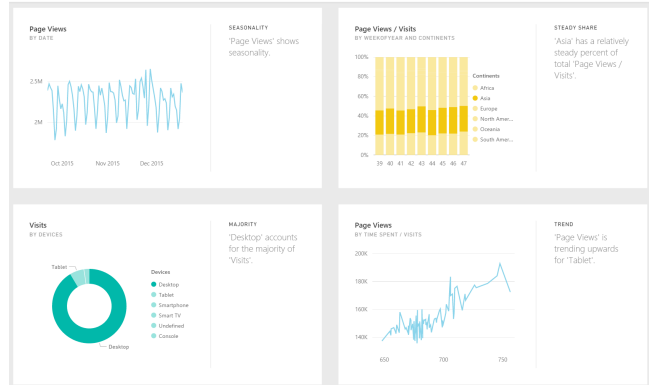 Page Views
BY DATE
2.5M
2M
Oct 2015 Nov 2015 Dec 2015
SEASONALITY
'Page Views' shows
seasonality.
Page Views / Visits
BY WEEKOFYEAR AND CONTINENTS
100%
80%
60%
40%
20%
0%
39 40 41 42 43 44 45 46 47
Continents
Africa
Asia
Europe
North Amer...
Oceania
South Amer...
STEADY SHARE
'Asia' has a relatively
steady percent of
total 'Page Views /
Visits'.
Visits
BY DEVICES
Tablet
Desktop
Devices
Desktop
Tablet
Smartphone
Smart TV
Undefined
Console
MAJORITY
'Desktop' accounts
for the majority of
'Visits'.
Page Views
BY TIME SPENT / VISITS
200K
180K
160K
140K
650 700 750
TREND
'Page Views' is
trending upwards
for 'Tablet'.